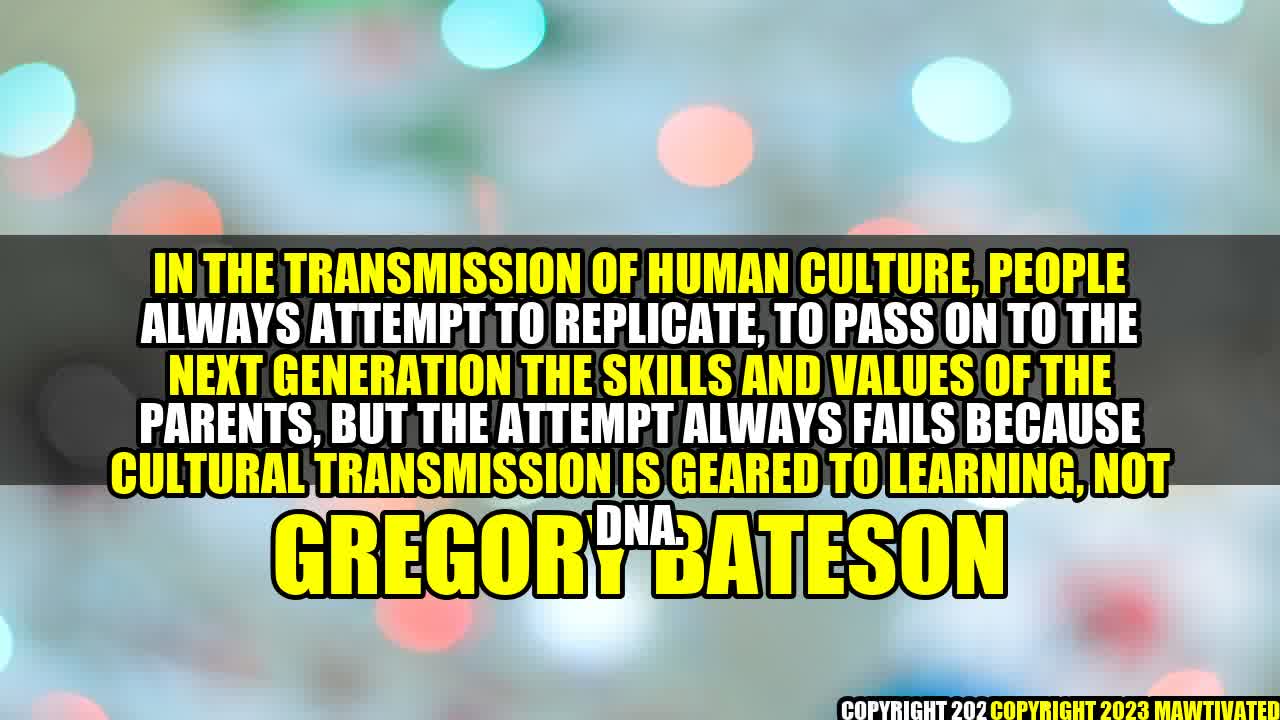 IN THE TRANSMISSION OF HUMAN CULTURE, PEOPLE
ALWAYS ATTEMPT TO REPLICATE, TO PASS ON TO THE
NEXT GENERATION THE SKILLS AND VALUES OF THE
PARENTS, BUT THE ATTEMPT ALWAYS FAILS BECAUSE
CULTURAL TRANSMISSION IS GEARED TO LEARNING, NOT
DNA.
GREGORY BATESON
COPYRIGHT 202 COPYRIGHT 2023 MAWTIVATED